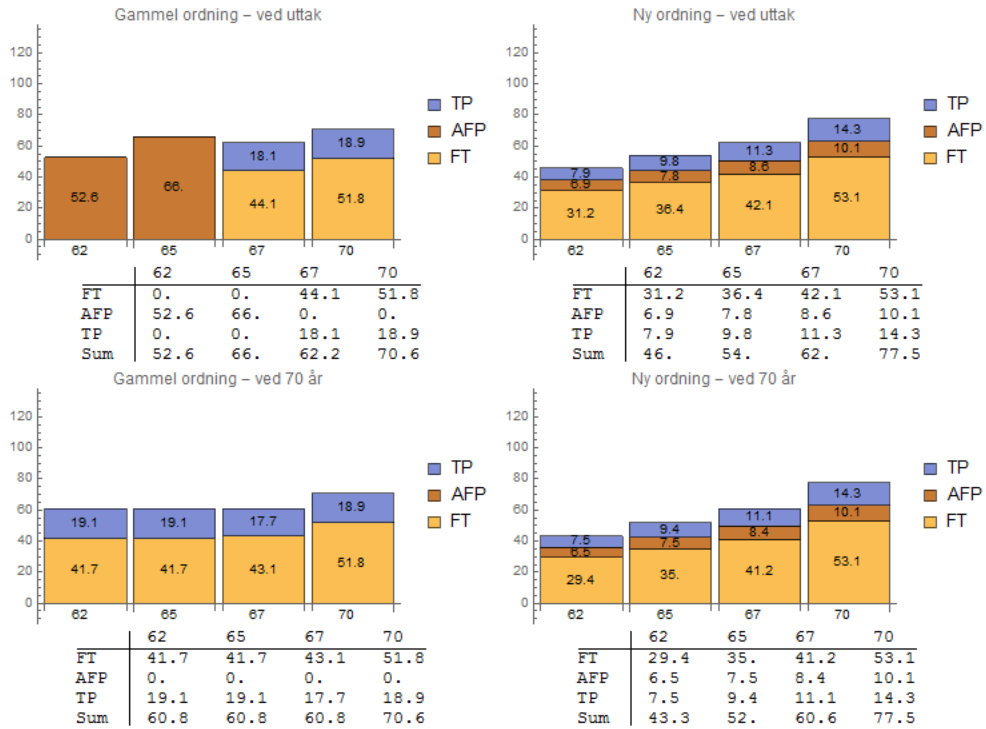 Gammel ordning – ved uttak
120
100
80
60
40
20
0
52.6
66.
18.1
44.1
18.9
51.8
62 65 67 70
TP
AFP
FT
62 65 67 70
FT 0. 0. 44.1 51.8
AFP 52.6 66. 0. 0.
TP 0. 0. 18.1 18.9
Sum 52.6 66. 62.2 70.6
Ny ordning – ved uttak
120
100
80
60
40
20
0
7.9
6.9
31.2
9.8
7.8
36.4
11.3
8.6
42.1
14.3
10.1
53.1
62 65 67 70
TP
AFP
FT
62 65 67 70
FT 31.2 36.4 42.1 53.1
AFP 6.9 7.8 8.6 10.1
TP 7.9 9.8 11.3 14.3
Sum 46. 54. 62. 77.5
Gammel ordning – ved 70 år
120
100
80
60
40
20
0
19.1
41.7
19.1
41.7
17.7
43.1
18.9
51.8
62 65 67 70
TP
AFP
FT
62 65 67 70
FT 41.7 41.7 43.1 51.8
AFP 0. 0. 0. 0.
TP 19.1 19.1 17.7 18.9
Sum 60.8 60.8 60.8 70.6
Ny ordning – ved 70 år
120
100
80
60
40
20
0
7.5
6.5
29.4
9.4
7.5
35.
11.1
8.4
41.2
14.3
10.1
53.1
62 65 67 70
TP
AFP
FT
62 65 67 70
FT 29.4 35. 41.2 53.1
AFP 6.5 7.5 8.4 10.1
TP 7.5 9.4 11.1 14.3
Sum 43.3 52. 60.6 77.5